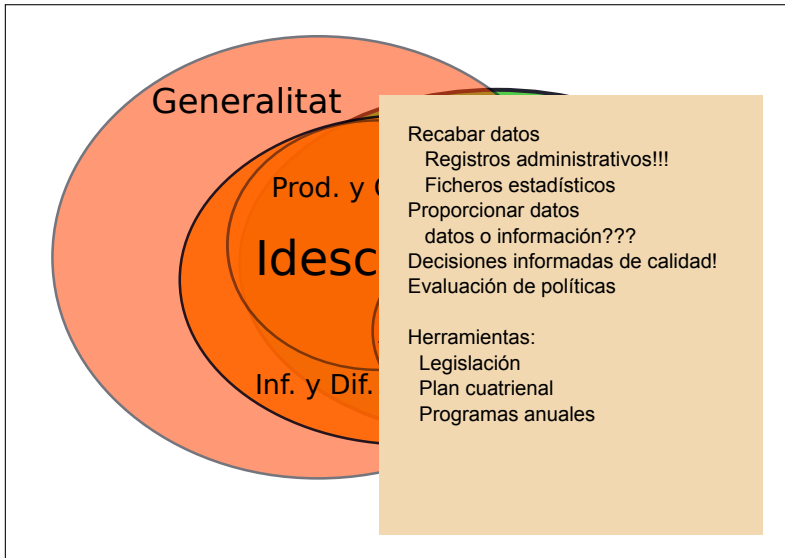 Generalitat
Prod. y
Idesc
Inf. y Dif.
Recabar datos
Registros administrativos!!!
Ficheros estadísticos
Proporcionar datos
datos o información???
Decisiones informadas de calidad!
Evaluación de políticas
Herramientas:
Legislación
Plan cuatrienal
Programas anuales